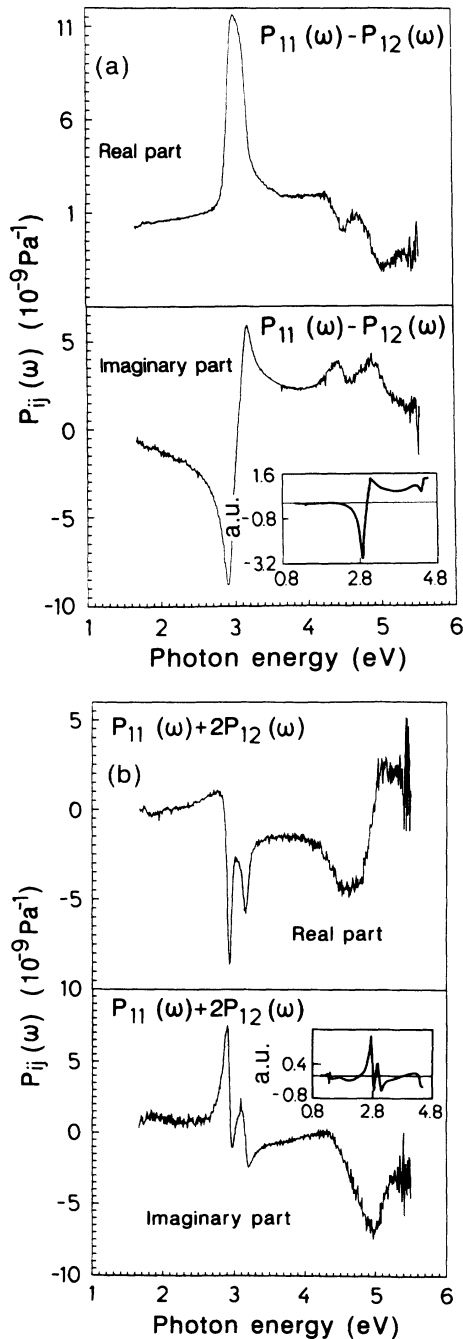 P₁₁(ω)-P₁₂(ω)
(a)
Real part
11
6
1
P₁₁(ω)-P₁₂(ω)
Imaginary part
5
0
-5
-10
P_ij(ω) (10⁻⁹Pa⁻¹)
a.u.
1.6
-0.8
-3.2
0.8 2.8 4.8
1 2 3 4 5 6
Photon energy (eV)
P₁₁(ω)+2P₁₂(ω)
(b)
5
0
-5
Real part
10
P₁₁(ω)+2P₁₂(ω)
5
0
-5
-10
Imaginary part
P_ij(ω) (10⁻⁹Pa⁻¹)
a.u.
0.4
-0.8
0.8 2.8 4.8
1 2 3 4 5 6
Photon energy (eV)